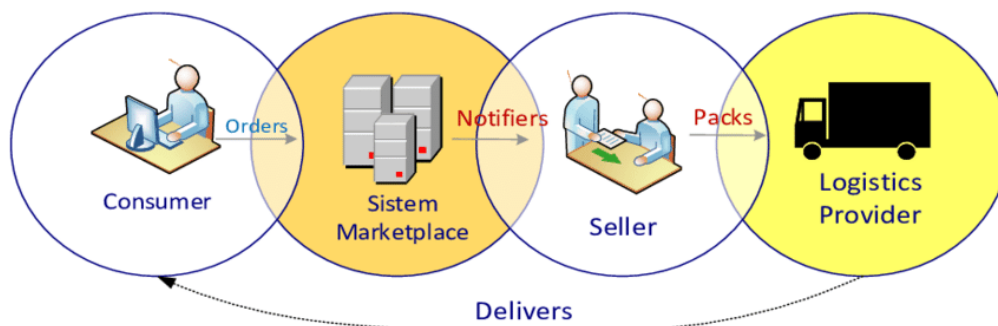 Orders
Notifiers
Packs
Consumer
Sistem
Marketplace
Seller
Logistics
Provider
Delivers